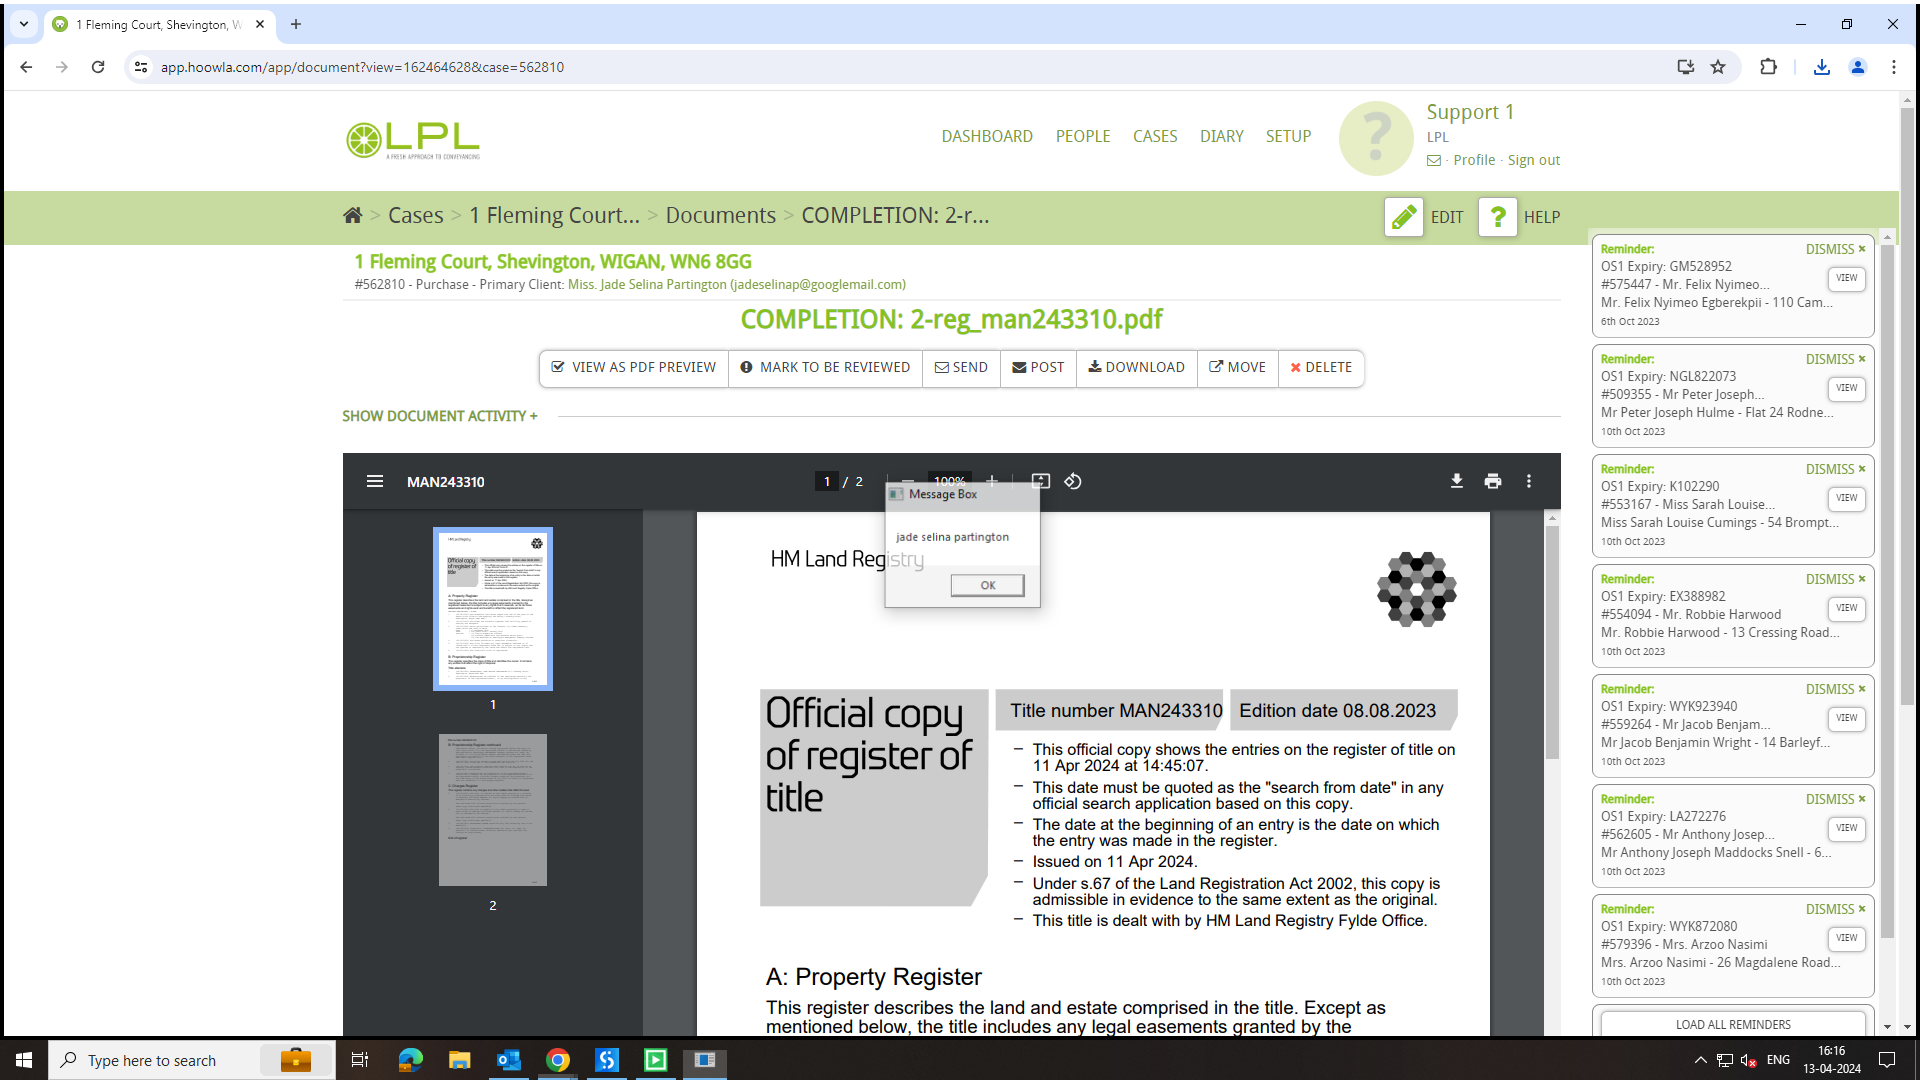 1 Fleming Court, Shevington, W
app.hoowla.com/app/document?view=162464628&case=562810
LPL
A FRESH APPROACH TO CONVEYANCING
DASHBOARD
PEOPLE
CASES
DIARY
SETUP
?
Support 1
LPL
· Profile · Sign out
> Cases > 1 Fleming Court... > Documents > COMPLETION: 2-r...
EDIT
? HELP
1 Fleming Court, Shevington, WIGAN, WN6 8GG
#562810 - Purchase - Primary Client: Miss. Jade Selina Partington (jadeselinap@googlemail.com)
COMPLETION: 2-reg_man243310.pdf
VIEW AS PDF PREVIEW
MARK TO BE REVIEWED
SEND
POST
DOWNLOAD
MOVE
DELETE
SHOW DOCUMENT ACTIVITY +
MAN243310
1 / 2
100%
Message Box
jade selina partington
OK
1
2
HM Land Registry
Official copy
of register of
title
Title number MAN243310
Edition date 08.08.2023
– This official copy shows the entries on the register of title on
11 Apr 2024 at 14:45:07.
– This date must be quoted as the "search from date" in any
official search application based on this copy.
– The date at the beginning of an entry is the date on which
the entry was made in the register.
– Issued on 11 Apr 2024.
– Under s.67 of the Land Registration Act 2002, this copy is
admissible in evidence to the same extent as the original.
– This title is dealt with by HM Land Registry Fylde Office.
A: Property Register
This register describes the land and estate comprised in the title. Except as
mentioned below, the title includes any legal easements granted by the
Reminder: DISMISS ×
OS1 Expiry: GM528952
#575447 - Mr. Felix Nyimeo...
VIEW
Mr. Felix Nyimeo Egberekpii - 110 Cam...
6th Oct 2023
Reminder: DISMISS ×
OS1 Expiry: NGL822073
#509355 - Mr Peter Joseph...
VIEW
Mr Peter Joseph Hulme - Flat 24 Rodne...
10th Oct 2023
Reminder: DISMISS ×
OS1 Expiry: K102290
#553167 - Miss Sarah Louise...
VIEW
Miss Sarah Louise Cumings - 54 Brompt...
10th Oct 2023
Reminder: DISMISS ×
OS1 Expiry: EX388982
#554094 - Mr. Robbie Harwood
VIEW
Mr. Robbie Harwood - 13 Cressing Road...
10th Oct 2023
Reminder: DISMISS ×
OS1 Expiry: WYK923940
#559264 - Mr Jacob Benjam...
VIEW
Mr Jacob Benjamin Wright - 14 Barleyf...
10th Oct 2023
Reminder: DISMISS ×
OS1 Expiry: LA272276
#562605 - Mr Anthony Josep...
VIEW
Mr Anthony Joseph Maddocks Snell - 6...
10th Oct 2023
Reminder: DISMISS ×
OS1 Expiry: WYK872080
#579396 - Mrs. Arzoo Nasimi
VIEW
Mrs. Arzoo Nasimi - 26 Magdalene Road...
10th Oct 2023
LOAD ALL REMINDERS
Type here to search
ENG
16:16
13-04-2024